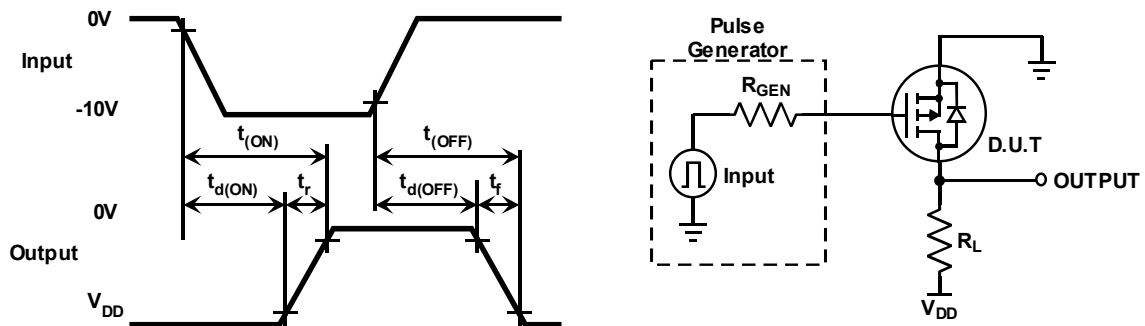 0V
Input
-10V
t(ON)
t(OFF)
td(ON)
tr
td(OFF)
tf
0V
Output
VDD
Pulse
Generator
RGEN
Input
D.U.T
OUTPUT
RL
VDD